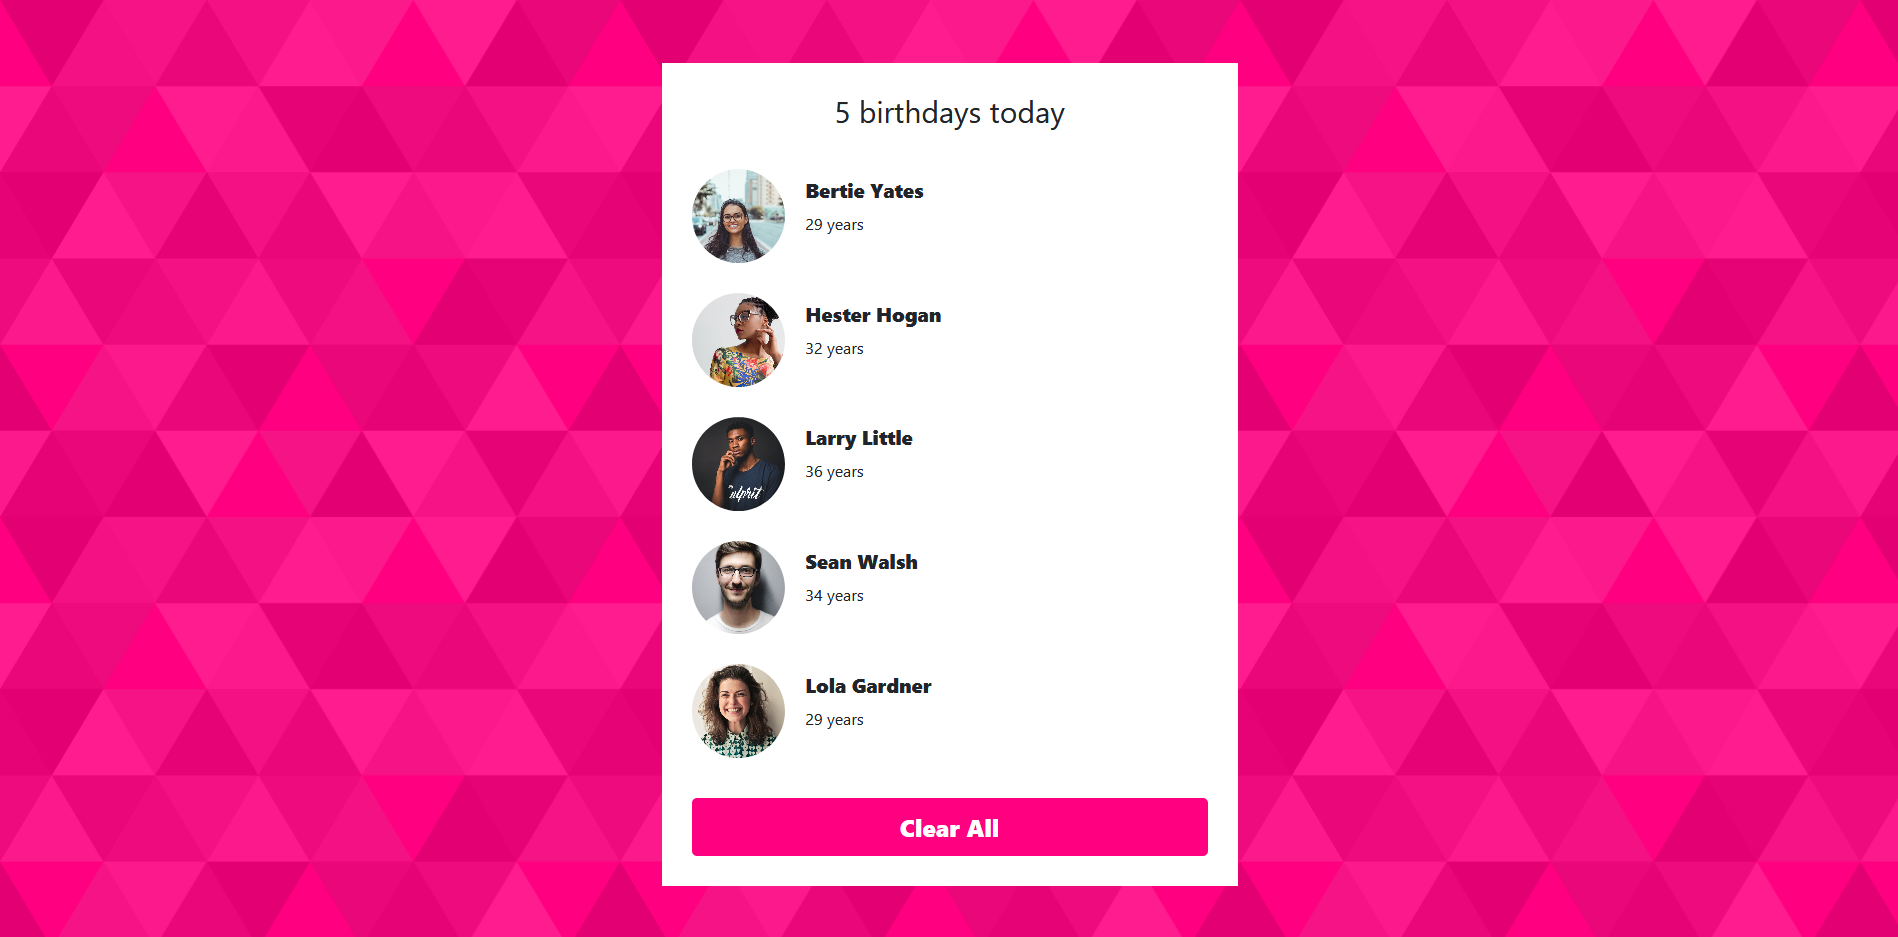 5 birthdays today
Bertie Yates
29 years
Hester Hogan
32 years
Larry Little
36 years
Sean Walsh
34 years
Lola Gardner
29 years
Clear All